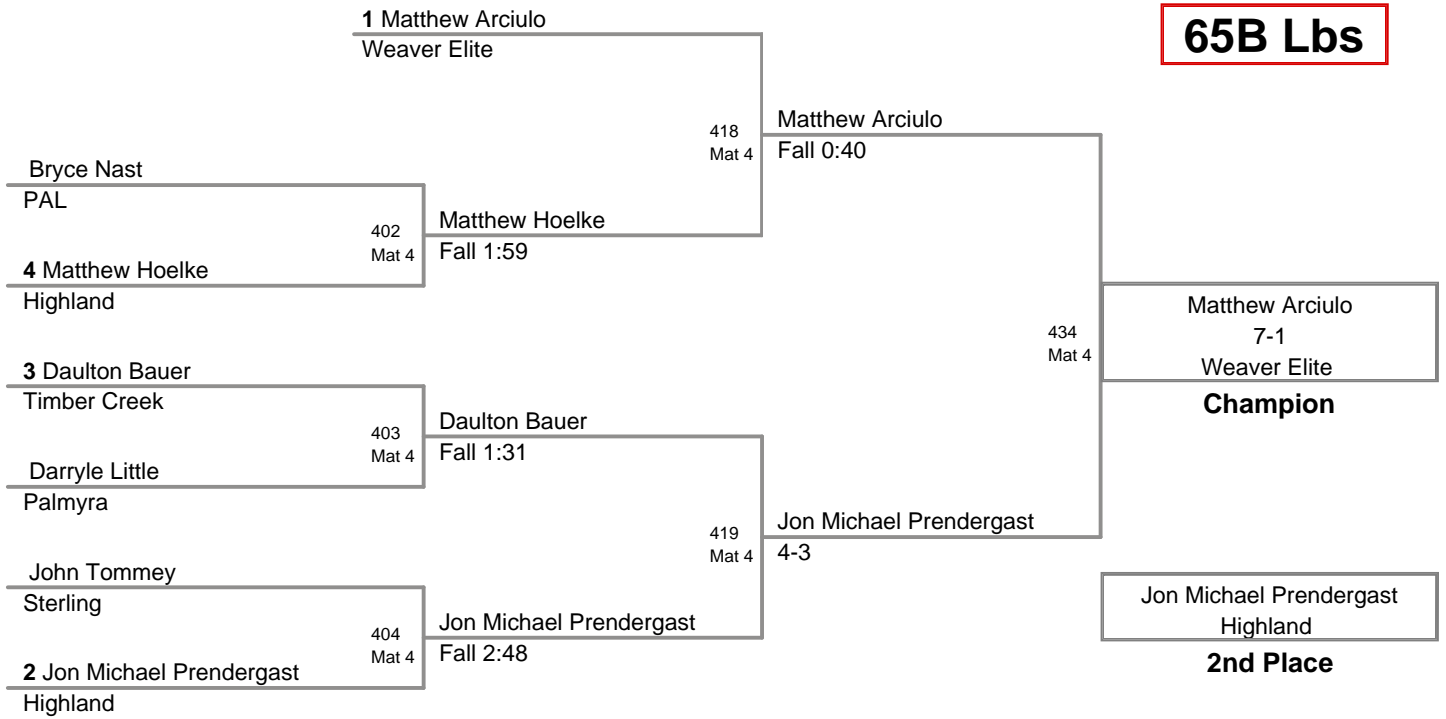 1 Matthew Arciulo
Weaver Elite
65B Lbs
Bryce Nast
PAL
402
Mat 4
4 Matthew Hoelke
Highland
Matthew Hoelke
Fall 1:59
418
Mat 4
Matthew Arciulo
Fall 0:40
3 Daulton Bauer
Timber Creek
403
Mat 4
Darryle Little
Palmyra
Daulton Bauer
Fall 1:31
John Tommey
Sterling
404
Mat 4
2 Jon Michael Prendergast
Highland
Jon Michael Prendergast
Fall 2:48
419
Mat 4
Jon Michael Prendergast
4-3
434
Mat 4
Matthew Arciulo
7-1
Weaver Elite
Champion
Jon Michael Prendergast
Highland
2nd Place